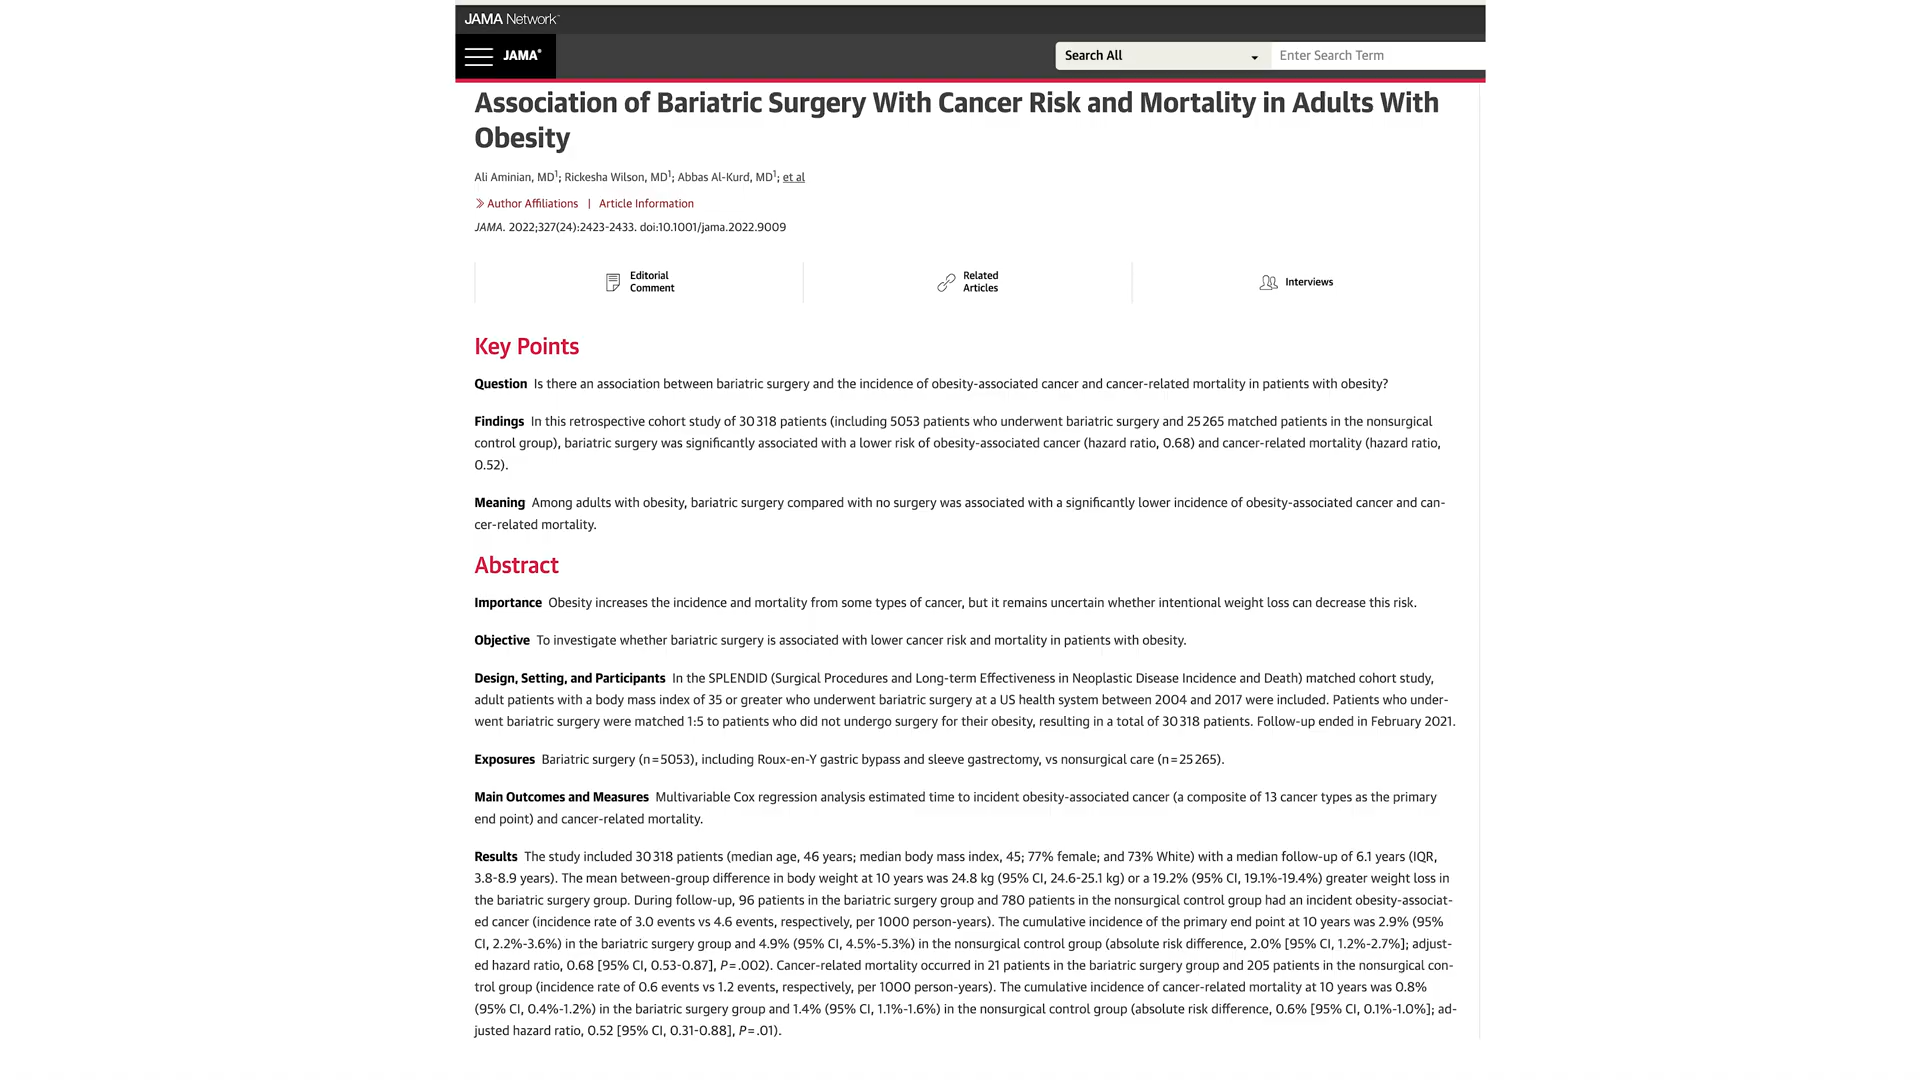 JAMA Network™
JAMA®
Search All
Enter Search Term
Association of Bariatric Surgery With Cancer Risk and Mortality in Adults With
Obesity
Ali Aminian, MD1; Rickesha Wilson, MD1; Abbas Al-Kurd, MD1; et al
Author Affiliations | Article Information
JAMA. 2022;327(24):2423-2433. doi:10.1001/jama.2022.9009
Editorial
Comment
Related
Articles
Interviews
Key Points
Question Is there an association between bariatric surgery and the incidence of obesity-associated cancer and cancer-related mortality in patients with obesity?
Findings In this retrospective cohort study of 30 318 patients (including 5053 patients who underwent bariatric surgery and 25 265 matched patients in the nonsurgical
control group), bariatric surgery was significantly associated with a lower risk of obesity-associated cancer (hazard ratio, 0.68) and cancer-related mortality (hazard ratio,
0.52).
Meaning Among adults with obesity, bariatric surgery compared with no surgery was associated with a significantly lower incidence of obesity-associated cancer and can-
cer-related mortality.
Abstract
Importance Obesity increases the incidence and mortality from some types of cancer, but it remains uncertain whether intentional weight loss can decrease this risk.
Objective To investigate whether bariatric surgery is associated with lower cancer risk and mortality in patients with obesity.
Design, Setting, and Participants In the SPLENDID (Surgical Procedures and Long-term Effectiveness in Neoplastic Disease Incidence and Death) matched cohort study,
adult patients with a body mass index of 35 or greater who underwent bariatric surgery at a US health system between 2004 and 2017 were included. Patients who under-
went bariatric surgery were matched 1:5 to patients who did not undergo surgery for their obesity, resulting in a total of 30 318 patients. Follow-up ended in February 2021.
Exposures Bariatric surgery (n = 5053), including Roux-en-Y gastric bypass and sleeve gastrectomy, vs nonsurgical care (n = 25 265).
Main Outcomes and Measures Multivariable Cox regression analysis estimated time to incident obesity-associated cancer (a composite of 13 cancer types as the primary
end point) and cancer-related mortality.
Results The study included 30 318 patients (median age, 46 years; median body mass index, 45; 77% female; and 73% White) with a median follow-up of 6.1 years (IQR,
3.8-8.9 years). The mean between-group difference in body weight at 10 years was 24.8 kg (95% CI, 24.6-25.1 kg) or a 19.2% (95% CI, 19.1%-19.4%) greater weight loss in
the bariatric surgery group. During follow-up, 96 patients in the bariatric surgery group and 780 patients in the nonsurgical control group had an incident obesity-associat-
ed cancer (incidence rate of 3.0 events vs 4.6 events, respectively, per 1000 person-years). The cumulative incidence of the primary end point at 10 years was 2.9% (95%
CI, 2.2%-3.6%) in the bariatric surgery group and 4.9% (95% CI, 4.5%-5.3%) in the nonsurgical control group (absolute risk difference, 2.0% [95% CI, 1.2%-2.7%]; adjust-
ed hazard ratio, 0.68 [95% CI, 0.53-0.87], P = .002). Cancer-related mortality occurred in 21 patients in the bariatric surgery group and 205 patients in the nonsurgical con-
trol group (incidence rate of 0.6 events vs 1.2 events, respectively, per 1000 person-years). The cumulative incidence of cancer-related mortality at 10 years was 0.8%
(95% CI, 0.4%-1.2%) in the bariatric surgery group and 1.4% (95% CI, 1.1%-1.6%) in the nonsurgical control group (absolute risk difference, 0.6% [95% CI, 0.1%-1.0%]; ad-
justed hazard ratio, 0.52 [95% CI, 0.31-0.88], P = .01).